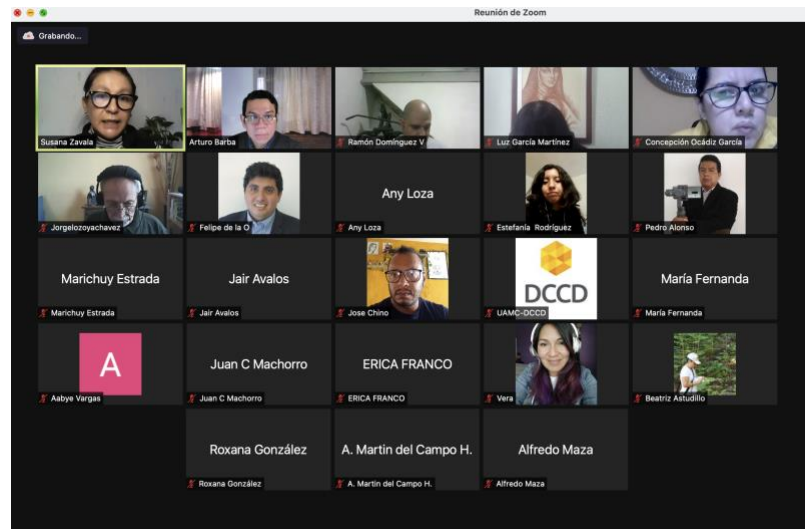 Reunión de Zoom
Grabando...
Susana Zavala
Arturo Barba
Ramón Domínguez V
Luz García Martínez
Concepción Ocádiz García
Jorgelozoyachavez
Felipe de la O
Any Loza
Any Loza
Estefanía Rodríguez
Pedro Alonso
Marichuy Estrada
Marichuy Estrada
Jair Avalos
Jair Avalos
Jose Chino
DCCD
UAMC-DCCD
María Fernanda
María Fernanda
A
Aabye Vargas
Juan C Machorro
Juan C Machorro
ERICA FRANCO
ERICA FRANCO
Vera
Beatriz Astudillo
Roxana González
Roxana González
A. Martin del Campo H.
A. Martin del Campo H.
Alfredo Maza
Alfredo Maza